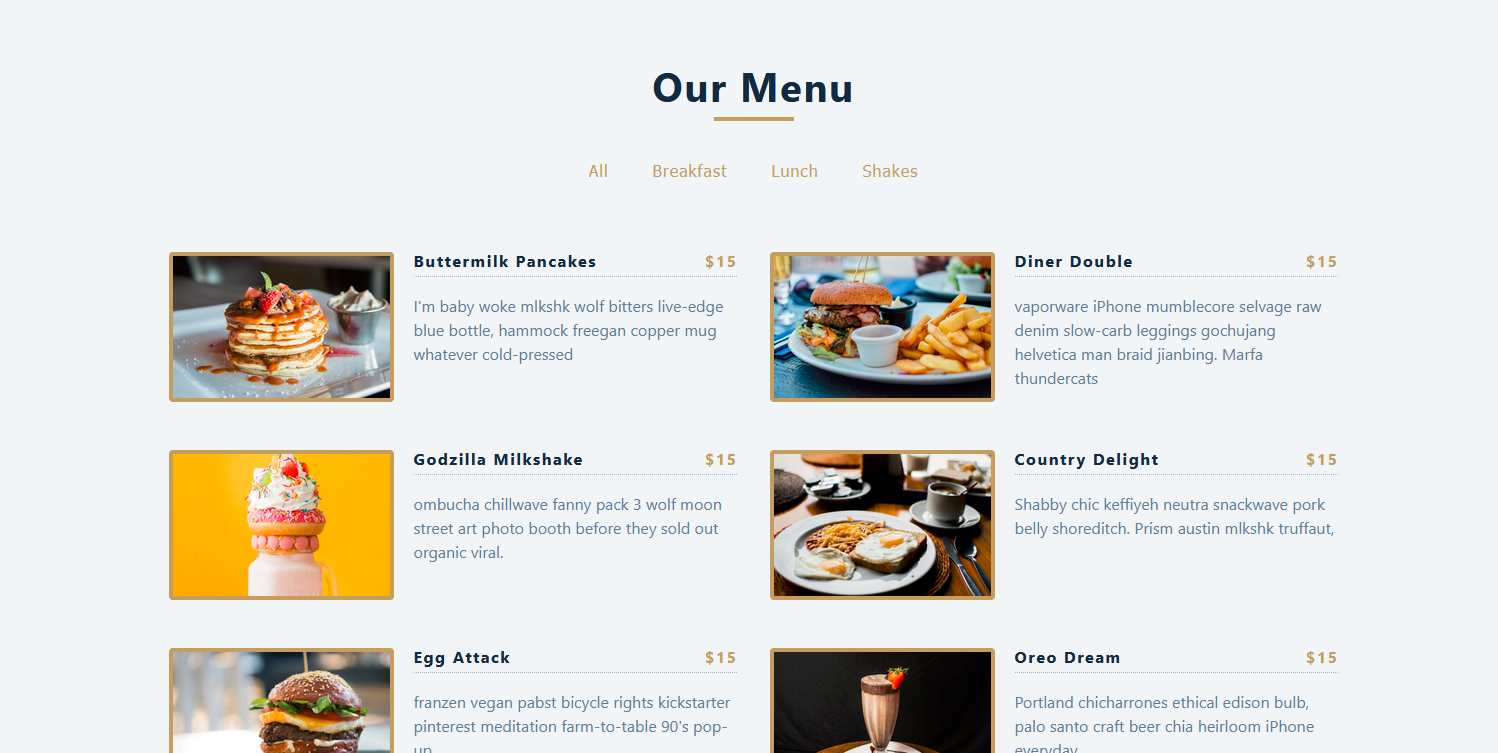 Our Menu
All Breakfast Lunch Shakes
Buttermilk Pancakes $15
I'm baby woke mlkshk wolf bitters live-edge
blue bottle, hammock freegan copper mug
whatever cold-pressed
Diner Double $15
vaporware iPhone mumblecore selvage raw
denim slow-carb leggings gochujang
helvetica man braid jianbing. Marfa
thundercats
Godzilla Milkshake $15
ombucha chillwave fanny pack 3 wolf moon
street art photo booth before they sold out
organic viral.
Country Delight $15
Shabby chic keffiyeh neutra snackwave pork
belly shoreditch. Prism austin mlkshk truffaut,
Egg Attack $15
franzen vegan pabst bicycle rights kickstarter
pinterest meditation farm-to-table 90's pop-
up
Oreo Dream $15
Portland chicharrones ethical edison bulb,
palo santo craft beer chia heirloom iPhone
everyday